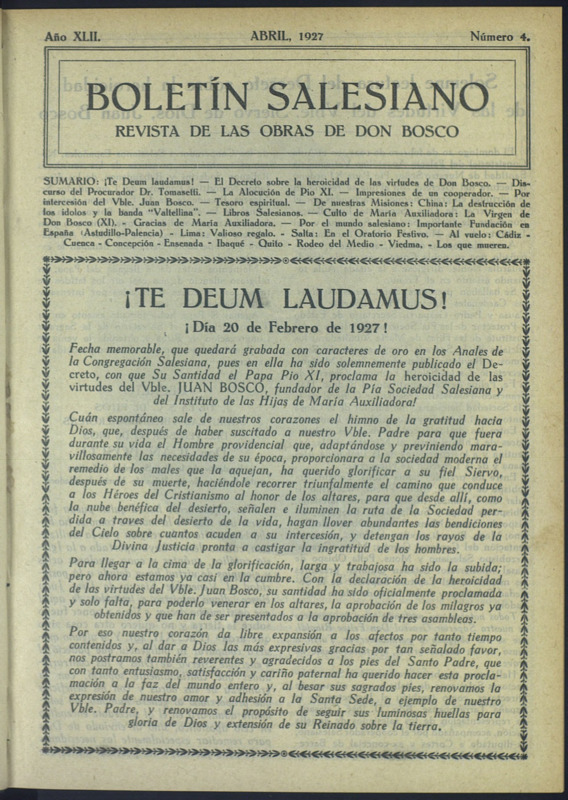 Año XLII.
ABRIL, 1927
Número 4.
BOLETÍN SALESIANO
REVISTA DE LAS OBRAS DE DON BOSCO
SUMARIO: ¡Te Deum laudamus! — El Decreto sobre la heroicidad de las virtudes de Don Bosco. — Dis-
curso del Procurador Dr. Tomasetti. — La Alocución de Pio XI. — Impresiones de un cooperador. — Por
intercesión del Vble. Juan Bosco. — Tesoro espiritual. — De nuestras Misiones: China: La destrucción de
los ídolos y la banda "Valtellina". — Libros Salesianos. — Culto de María Auxiliadora: La Virgen de
Don Bosco (XI). - Gracias de María Auxiliadora. — Por el mundo salesiano: Importante Fundación en
España (Astudillo-Palencia) - Lima: Valioso regalo. - Salta: En el Oratorio Festivo. — Al vuelo: Cádiz -
Cuenca - Concepción - Ensenada - Ibagué - Quito - Rodeo del Medio - Viedma. - Los que mueren.
¡TE DEUM LAUDAMUS!
¡Día 20 de Febrero de 1927!
Fecha memorable, que quedará grabada con caracteres de oro en los Anales de
la Congregación Salesiana, pues en ella ha sido solemnemente publicado el De-
creto, con que Su Santidad el Papa Pío XI, proclama la heroicidad de las
virtudes del Vble. JUAN BOSCO, fundador de la Pía Sociedad Salesiana y
del Instituto de las Hijas de María Auxiliadora!
Cuán espontáneo sale de nuestros corazones el himno de la gratitud hacia
Dios, que, después de haber suscitado a nuestro Vble. Padre para que fuera
durante su vida el Hombre providencial que, adaptándose y previniendo mara-
villosamente las necesidades de su época, proporcionara a la sociedad moderna el
remedio de los males que la aquejan, ha querido glorificar a su fiel Siervo,
después de su muerte, haciéndole recorrer triunfalmente el camino que conduce
a los Héroes del Cristianismo al honor de los altares, para que desde allí, como
la nube benéfica del desierto, señalen e iluminen la ruta de la Sociedad per-
dida a traves del desierto de la vida, hagan llover abundantes las bendiciones
del Cielo sobre cuantos acuden a su intercesión, y detengan los rayos de la
Divina Justicia pronta a castigar la ingratitud de los hombres.
Para llegar a la cima de la glorificación, larga y trabajosa ha sido la subida;
pero ahora estamos ya casi en la cumbre. Con la declaración de la heroicidad
de las virtudes del Vble. Juan Bosco, su santidad ha sido oficialmente proclamada
y solo falta, para poderlo venerar en los altares, la aprobación de los milagros ya
obtenidos y que han de ser presentados a la aprobación de tres asambleas.
Por eso nuestro corazón da libre expansión a los afectos por tanto tiempo
contenidos y, al dar a Dios las más expresivas gracias por tan señalado favor,
nos postramos también reverentes y agradecidos a los pies del Santo Padre, que
con tanto entusiasmo, satisfacción y cariño paternal ha querido hacer esta procla-
mación a la faz del mundo entero y, al besar sus sagrados pies, renovamos la
expresión de nuestro amor y adhesión a la Santa Sede, a ejemplo de nuestro
Vble. Padre, y renovamos el propósito de seguir sus luminosas huellas para
gloria de Dios y extensión de su Reinado sobre la tierra.